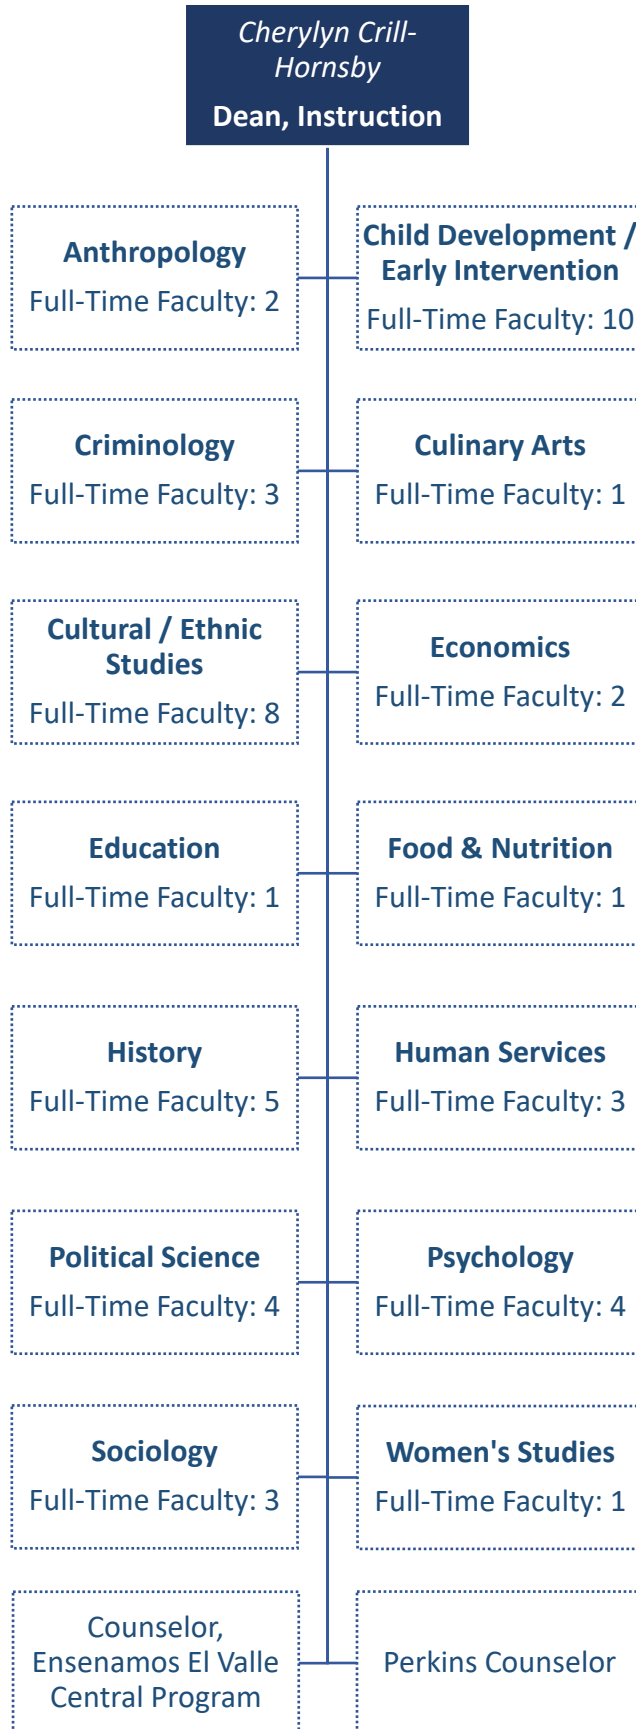 Cherylyn Crill-
Hornsby
Dean, Instruction
Anthropology
Full-Time Faculty: 2
Child Development /
Early Intervention
Full-Time Faculty: 10
Criminology
Full-Time Faculty: 3
Culinary Arts
Full-Time Faculty: 1
Cultural / Ethnic
Studies
Full-Time Faculty: 8
Economics
Full-Time Faculty: 2
Education
Full-Time Faculty: 1
Food & Nutrition
Full-Time Faculty: 1
History
Full-Time Faculty: 5
Human Services
Full-Time Faculty: 3
Political Science
Full-Time Faculty: 4
Psychology
Full-Time Faculty: 4
Sociology
Full-Time Faculty: 3
Women's Studies
Full-Time Faculty: 1
Counselor,
Ensenamos El Valle
Central Program
Perkins Counselor